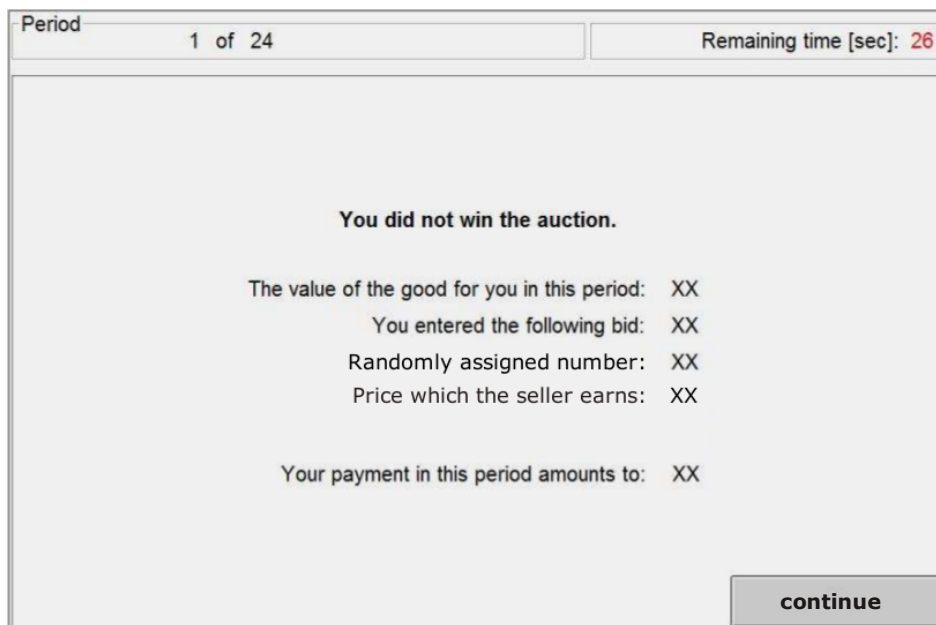 Period
1 of 24 Remaining time [sec]: 26
You did not win the auction.
The value of the good for you in this period: XX
You entered the following bid: XX
Randomly assigned number: XX
Price which the seller earns: XX
Your payment in this period amounts to: XX
continue